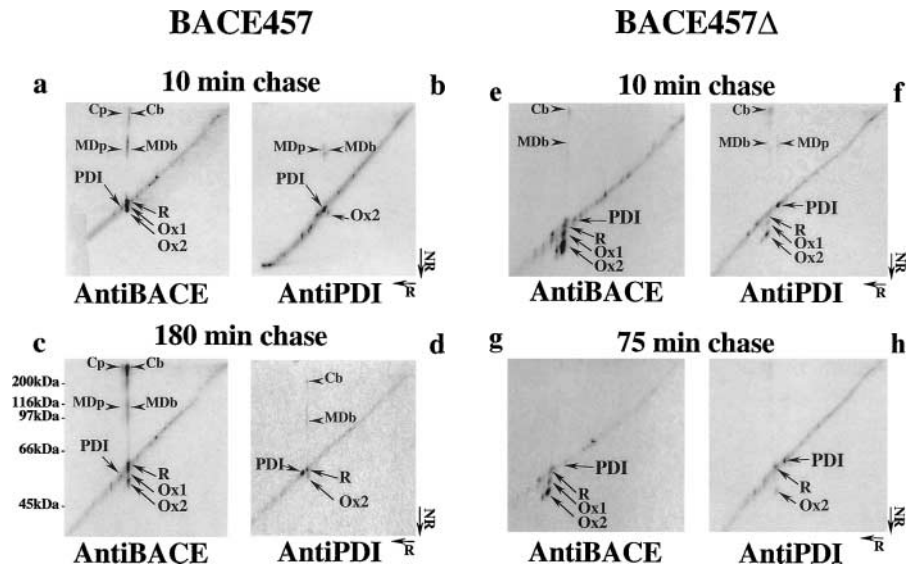 BACE457 BACE457Δ
a 10 min chase b
Cp Cb
MDp MDb
PDI
R
Ox1
Ox2
MDp MDb
PDI
Ox2
NR
R
AntiBACE AntiPDI
e 10 min chase f
Cb
MDb
PDI
R
Ox1
Ox2
Cb
MDb MDp
PDI
R
Ox1
Ox2
NR
R
AntiBACE AntiPDI
c 180 min chase d
200kDa
116kDa
97kDa
66kDa
45kDa
Cp Cb
MDp MDb
PDI
R
Ox1
Ox2
Cb
MDb
PDI R
Ox2
NR
R
AntiBACE AntiPDI
g 75 min chase h
PDI
R
Ox1
Ox2
PDI
R
Ox2
NR
R
AntiBACE AntiPDI